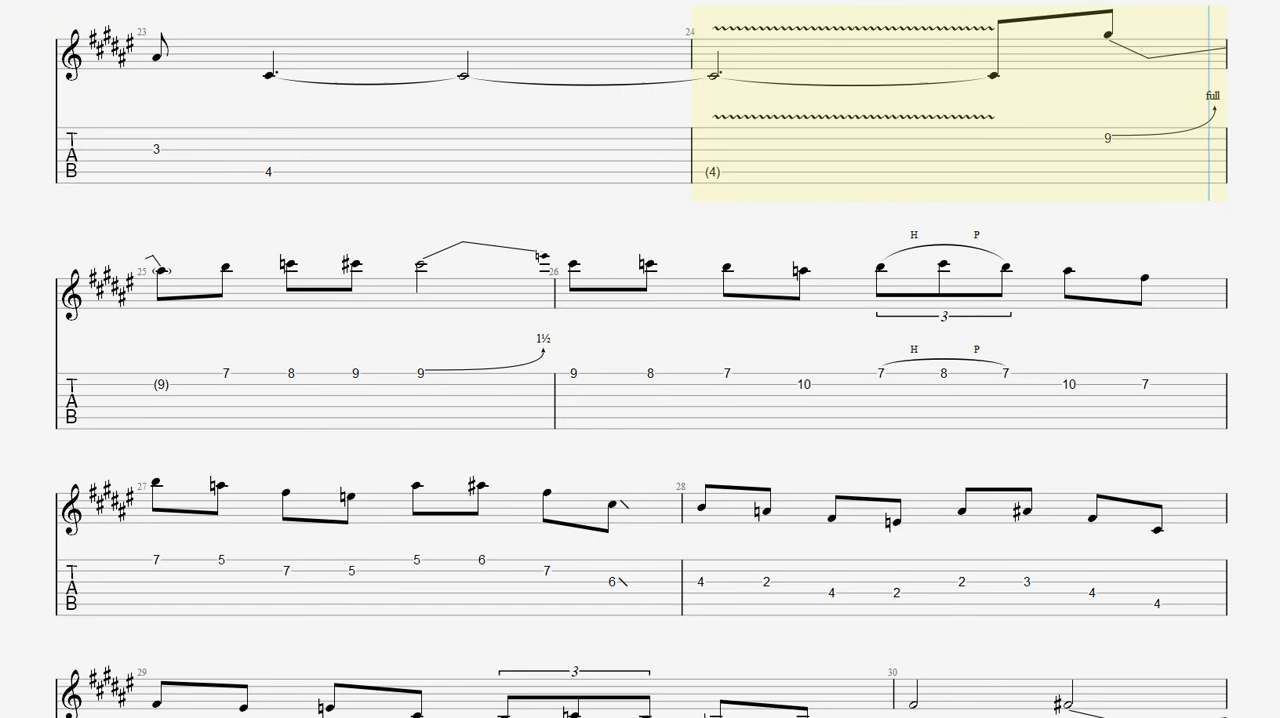 23 24
full
T A B 3 4 (4) 9
H P
25 26
3
1½
H P
T A B (9) 7 8 9 9 9 8 7 10 7 8 7 10 7
27 28
T A B 7 5 7 5 5 6 7 6 4 2 4 2 2 3 4 4
3
29 30